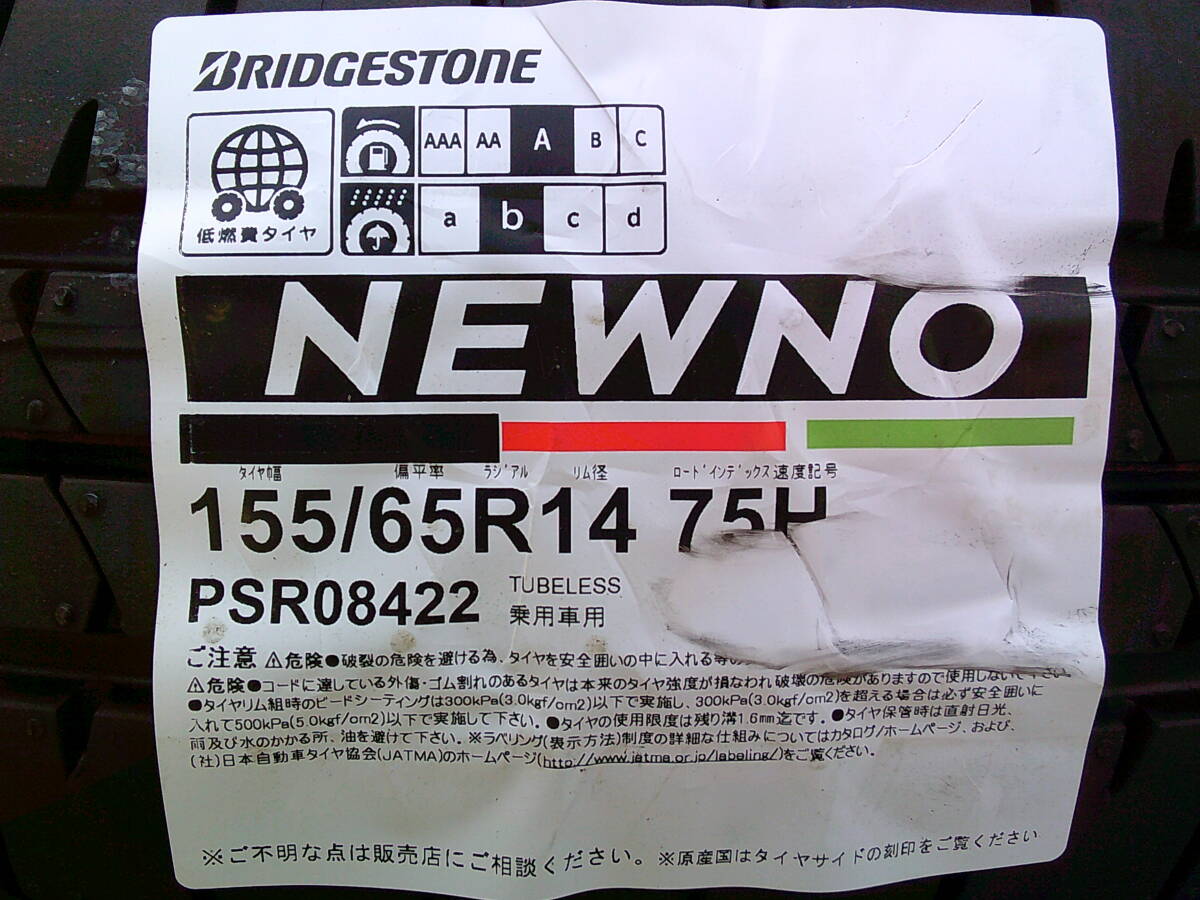 BRIDGESTONE
AAA AA A B C
低燃費タイヤ
a b c d
NEWNO
タイヤ巾幅 偏平率 ラジアル リム径 ロードインデックス 速度記号
155/65R14 75H
PSR08422 TUBELESS
乗用車用
ご注意 ⚠危険●破裂の危険を避ける為、タイヤを安全囲いの中に入れる等の
⚠危険●コードに達している外傷・ゴム割れのあるタイヤは本来のタイヤ強度が損なわれ破壊の危険がありますので使用しないで下さい
●タイヤリム組時のビードシーティングは300kPa(3.0kgf/cm2)以下で実施し、300kPa(3.0kgf/cm2)を超える場合は必ず安全囲いに
入れて500kPa(5.0kgf/cm2)以下で実施して下さい。●タイヤの使用限度は残り溝1.6mm迄です。●タイヤ保管時は直射日光、
雨及び水のかかる所、油を避けて下さい。※ラベリング(表示方法)制度の詳細な仕組みについてはカタログ/ホームページ、および、
(社)日本自動車タイヤ協会(JATMA)のホームページ(http://www.jatma.or.jp/labeling/)をご覧ください。
※ご不明な点は販売店にご相談ください。※原産国はタイヤサイドの刻印をご覧ください